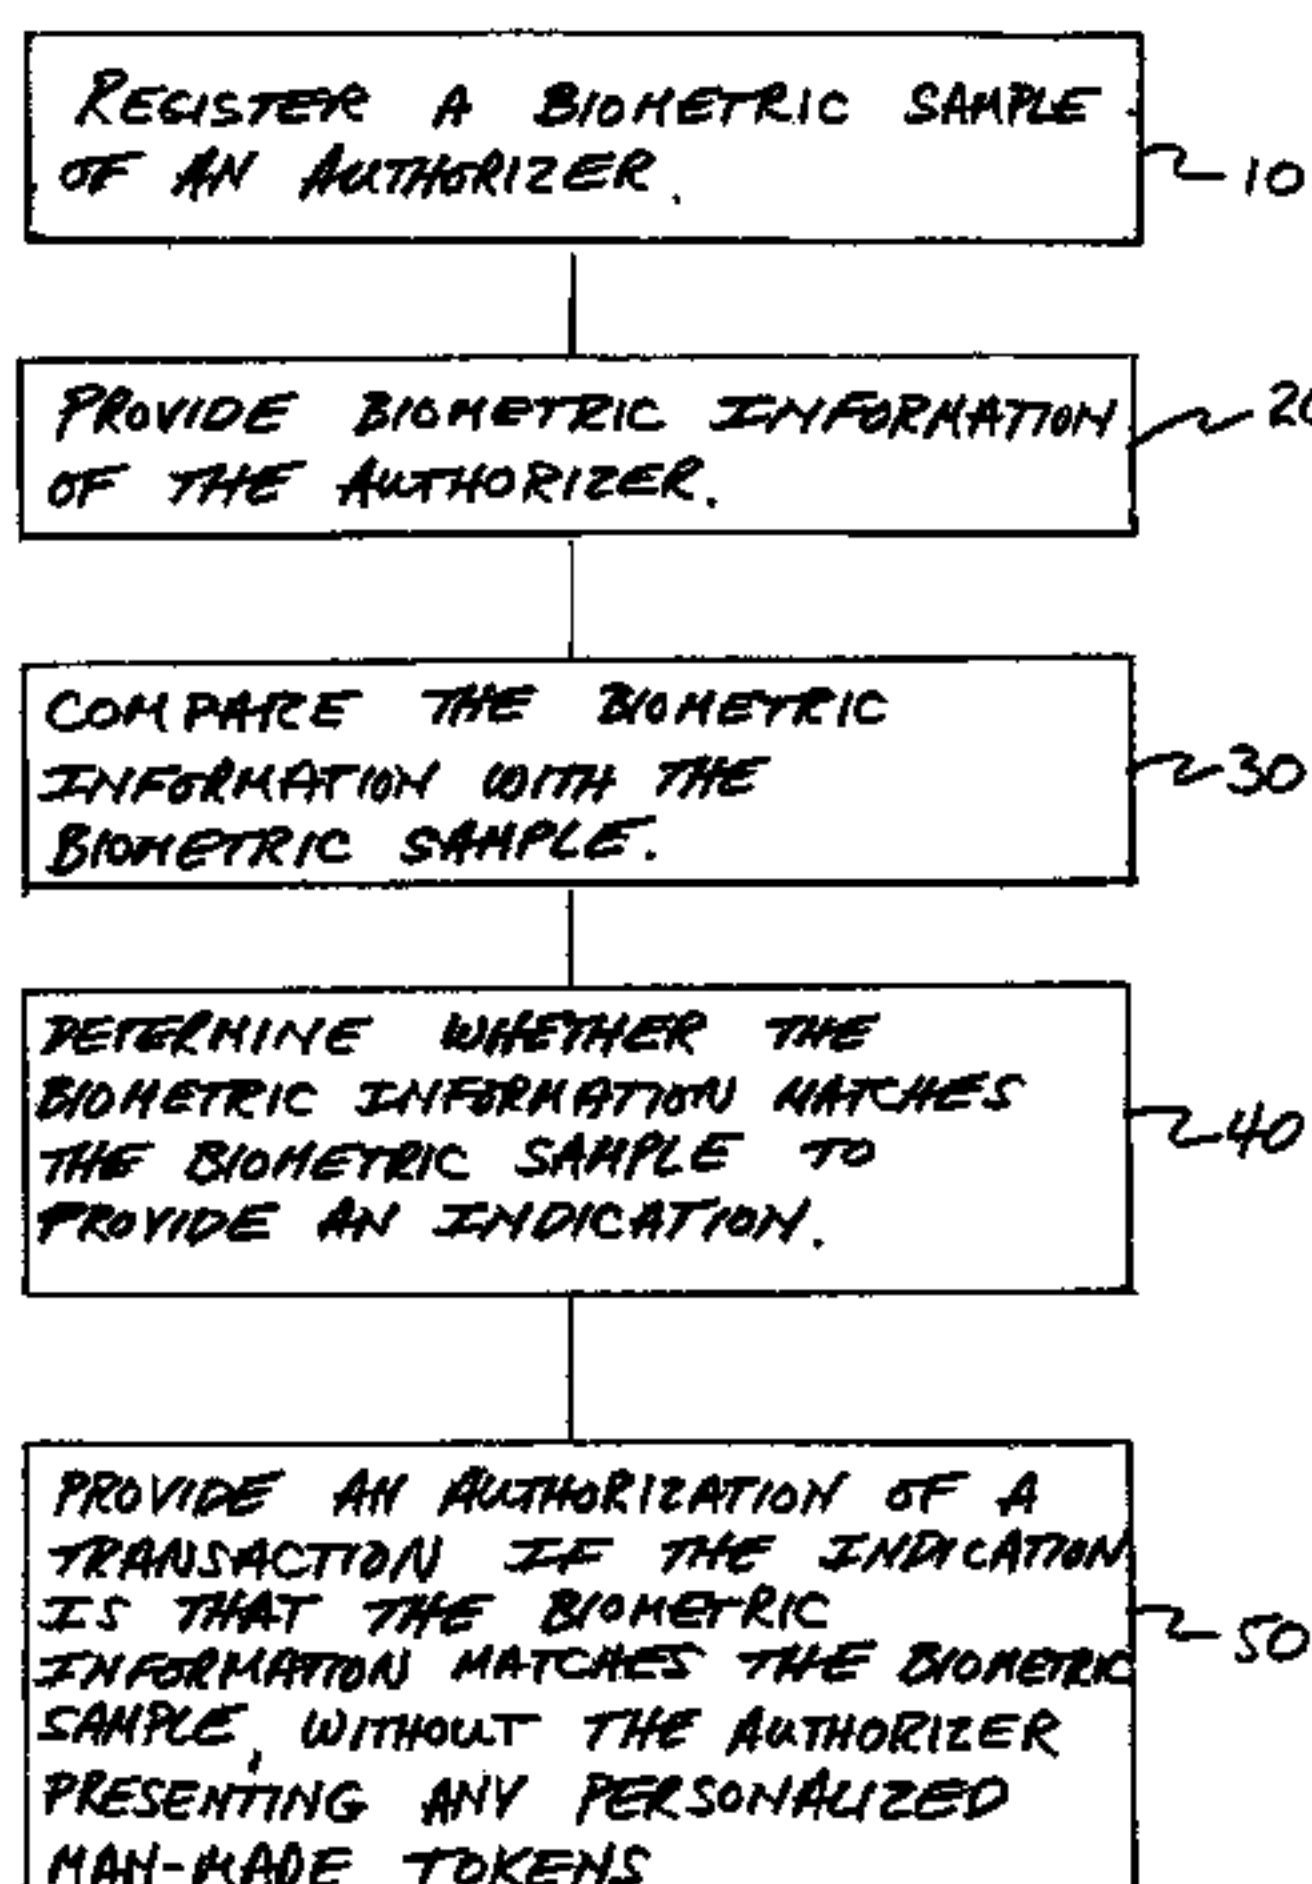 REGISTER A BIOMETRIC SAMPLE
OF AN AUTHORIZER.
10
PROVIDE BIOMETRIC INFORMATION
OF THE AUTHORIZER.
20
COMPARE THE BIOMETRIC
INFORMATION WITH THE
BIOMETRIC SAMPLE.
30
DETERMINE WHETHER THE
BIOMETRIC INFORMATION MATCHES
THE BIOMETRIC SAMPLE TO
PROVIDE AN INDICATION.
40
PROVIDE AN AUTHORIZATION OF A
TRANSACTION IF THE INDICATION
IS THAT THE BIOMETRIC
INFORMATION MATCHES THE BIOMETRIC
SAMPLE, WITHOUT THE AUTHORIZER
PRESENTING ANY PERSONALIZED
MAN-MADE TOKENS
50